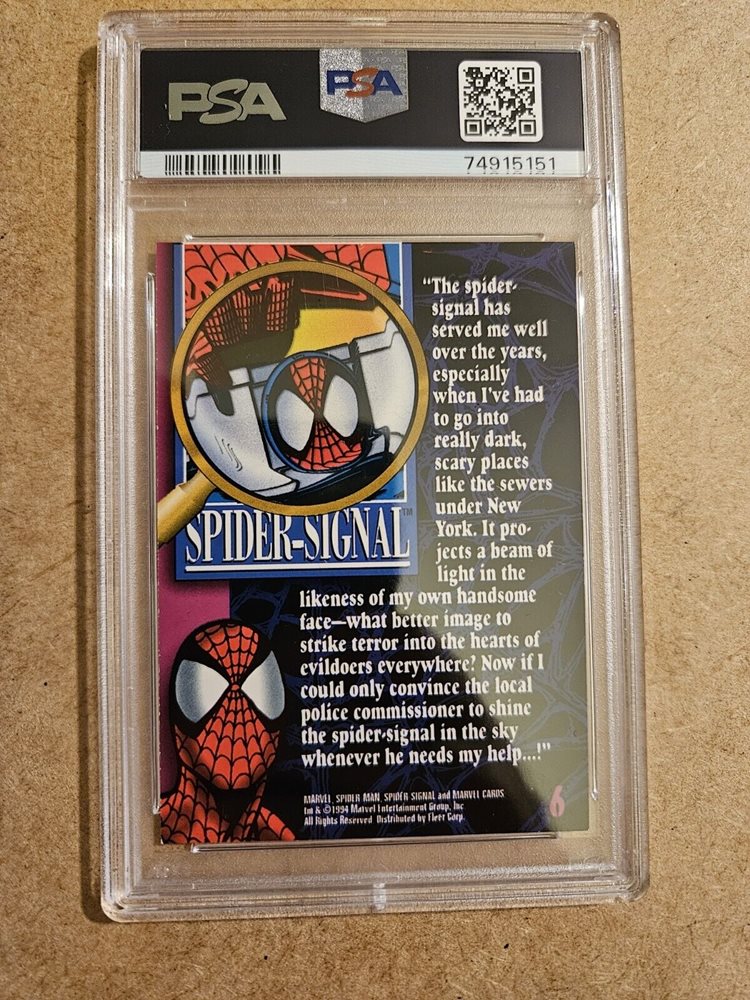 PSA
PSA
74915151
SPIDER-SIGNAL™
"The spider-
signal has
served me well
over the years,
especially
when I've had
to go into
really dark,
scary places
like the sewers
under New
York. It pro-
jects a beam of
light in the
likeness of my own handsome
face—what better image to
strike terror into the hearts of
evildoers everywhere? Now if I
could only convince the local
police commissioner to shine
the spider-signal in the sky
whenever he needs my help...!"
MARVEL, SPIDER MAN, SPIDER SIGNAL and MARVEL CARDS
tm & ©1994 Marvel Entertainment Group, Inc
All Rights Reserved Distributed by Fleer Corp.
6